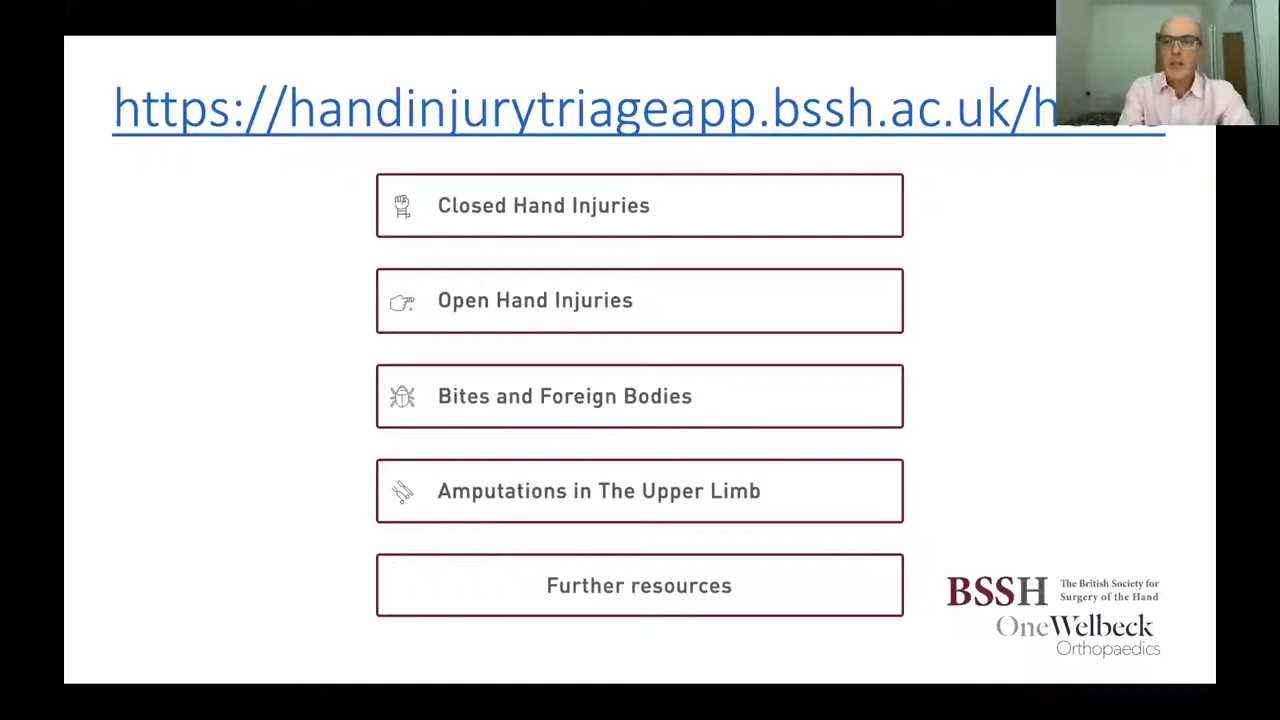 https://handinjurytriageapp.bssh.ac.uk/
Closed Hand Injuries
Open Hand Injuries
Bites and Foreign Bodies
Amputations in The Upper Limb
Further resources
BSSH The British Society for
Surgery of the Hand
OneWelbeck
Orthopaedics